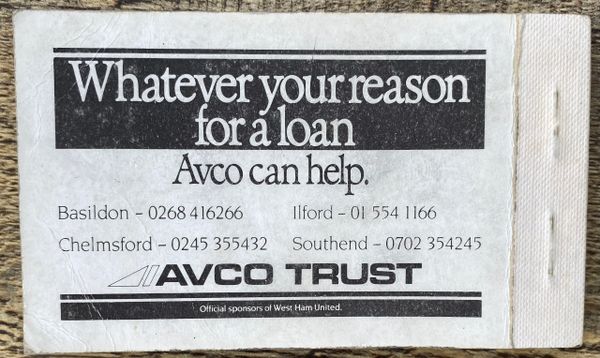 Whatever your reason
for a loan
Avco can help.
Basildon – 0268 416266 Ilford – 01 554 1166
Chelmsford – 0245 355432 Southend – 0702 354245
AVCO TRUST
Official sponsors of West Ham United.